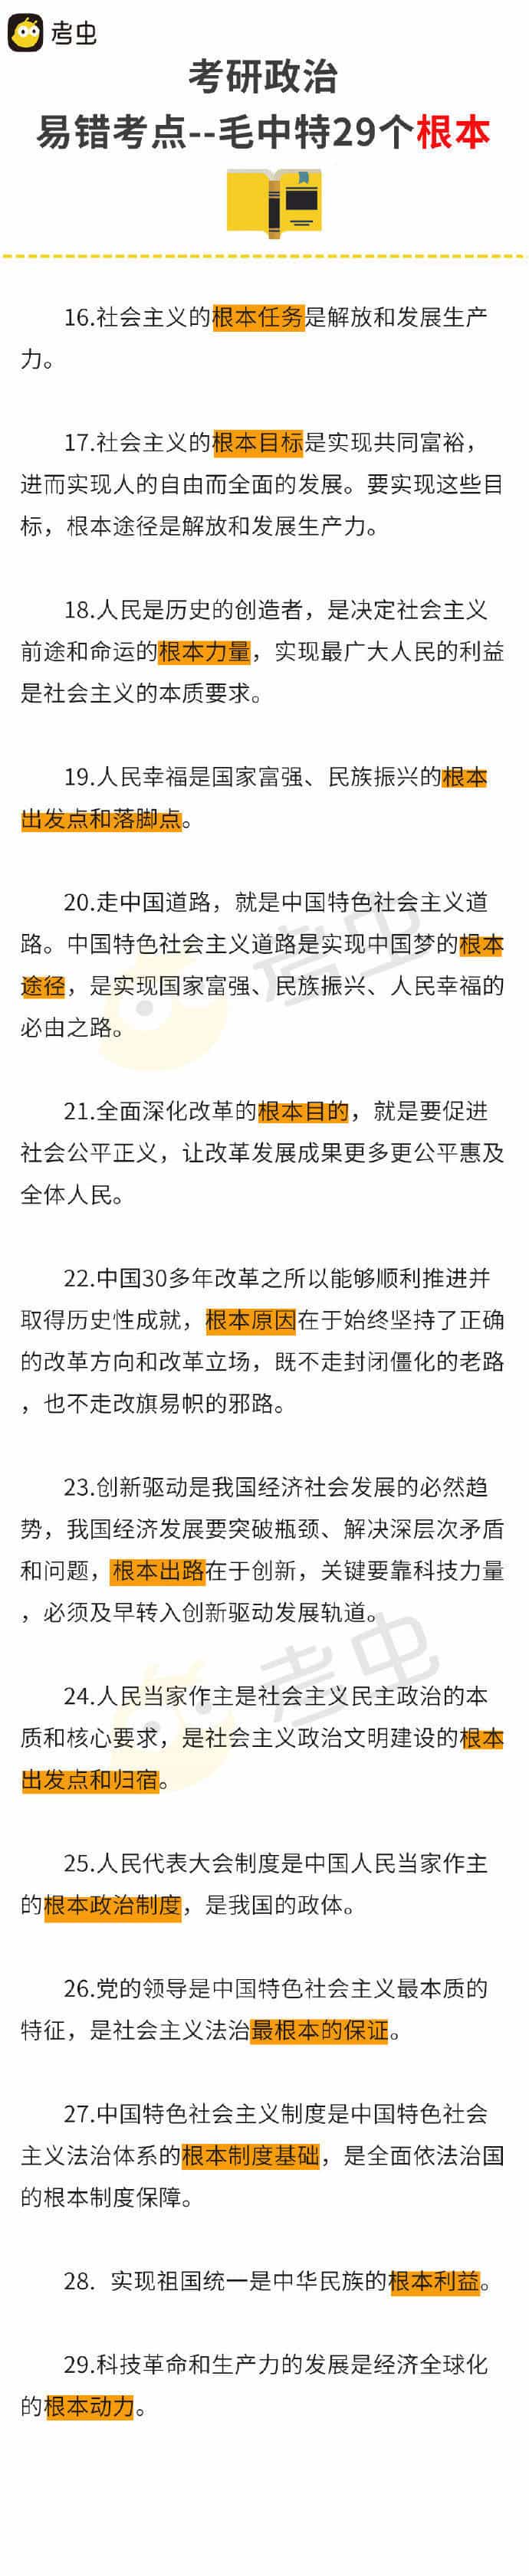 考虫
考研政治
易错考点--毛中特29个根本
16.社会主义的根本任务是解放和发展生产
力。
17.社会主义的根本目标是实现共同富裕，
进而实现人的自由而全面的发展。要实现这些目
标，根本途径是解放和发展生产力。
18.人民是历史的创造者，是决定社会主义
前途和命运的根本力量，实现最广大人民的利益
是社会主义的本质要求。
19.人民幸福是国家富强、民族振兴的根本
出发点和落脚点。
20.走中国道路，就是中国特色社会主义道
路。中国特色社会主义道路是实现中国梦的根本
途径，是实现国家富强、民族振兴、人民幸福的
必由之路。
考虫
21.全面深化改革的根本目的，就是要促进
社会公平正义，让改革发展成果更多更公平惠及
全体人民。
22.中国30多年改革之所以能够顺利推进并
取得历史性成就，根本原因在于始终坚持了正确
的改革方向和改革立场，既不走封闭僵化的老路
，也不走改旗易帜的邪路。
23.创新驱动是我国经济社会发展的必然趋
势，我国经济发展要突破瓶颈、解决深层次矛盾
和问题，根本出路在于创新，关键要靠科技力量
，必须及早转入创新驱动发展轨道。
考虫
24.人民当家作主是社会主义民主政治的本
质和核心要求，是社会主义政治文明建设的根本
出发点和归宿。
25.人民代表大会制度是中国人民当家作主
的根本政治制度，是我国的政体。
26.党的领导是中国特色社会主义最本质的
特征，是社会主义法治最根本的保证。
27.中国特色社会主义制度是中国特色社会
主义法治体系的根本制度基础，是全面依法治国
的根本制度保障。
28. 实现祖国统一是中华民族的根本利益。
29.科技革命和生产力的发展是经济全球化
的根本动力。